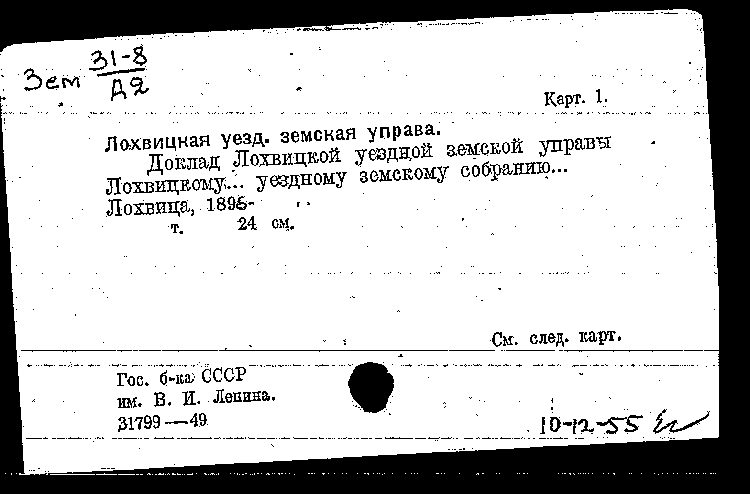 Зем 31-8
Д2
Карт. 1.
Лохвицкая уезд. земская управа.
Доклад Лохвицкой уездной земской управы
Лохвицкому... уездному земскому собранию...
Лохвица, 1896-
т. 24 см.
См. след. карт.
Гос. б-ка СССР
им. В. И. Ленина.
31799—49
10-12-55